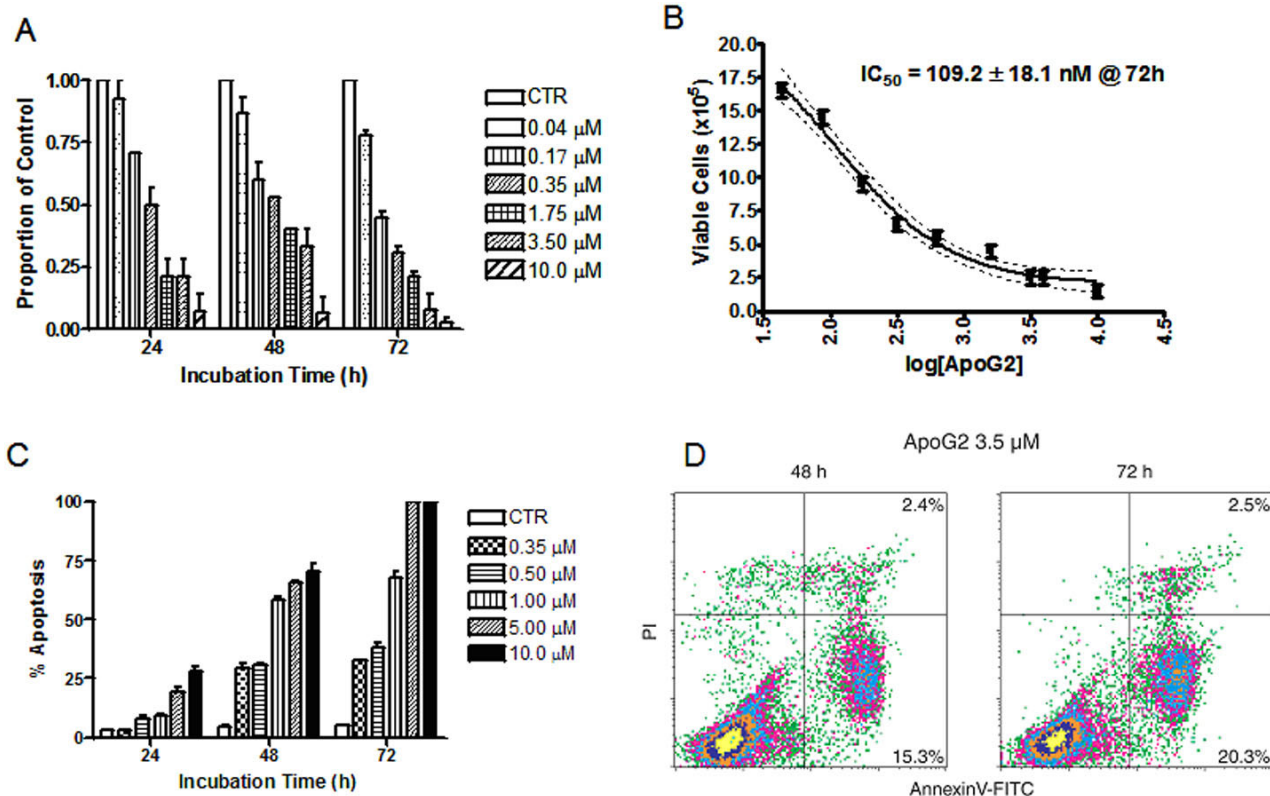 A
1.00
0.75
0.50
0.25
0.00
Proportion of Control
24
48
72
Incubation Time (h)
CTR
0.04 µM
0.17 µM
0.35 µM
1.75 µM
3.50 µM
10.0 µM
B
20.0
17.5
15.0
12.5
10.0
7.5
5.0
2.5
0.0
Viable Cells (x10⁵)
IC₅₀ = 109.2 ± 18.1 nM @ 72h
1.5
2.0
2.5
3.0
3.5
4.0
4.5
log[ApoG2]
C
100
75
50
25
0
% Apoptosis
24
48
72
Incubation Time (h)
CTR
0.35 µM
0.50 µM
1.00 µM
5.00 µM
10.0 µM
D
ApoG2 3.5 µM
48 h
72 h
2.4%
2.5%
PI
15.3%
20.3%
AnnexinV-FITC